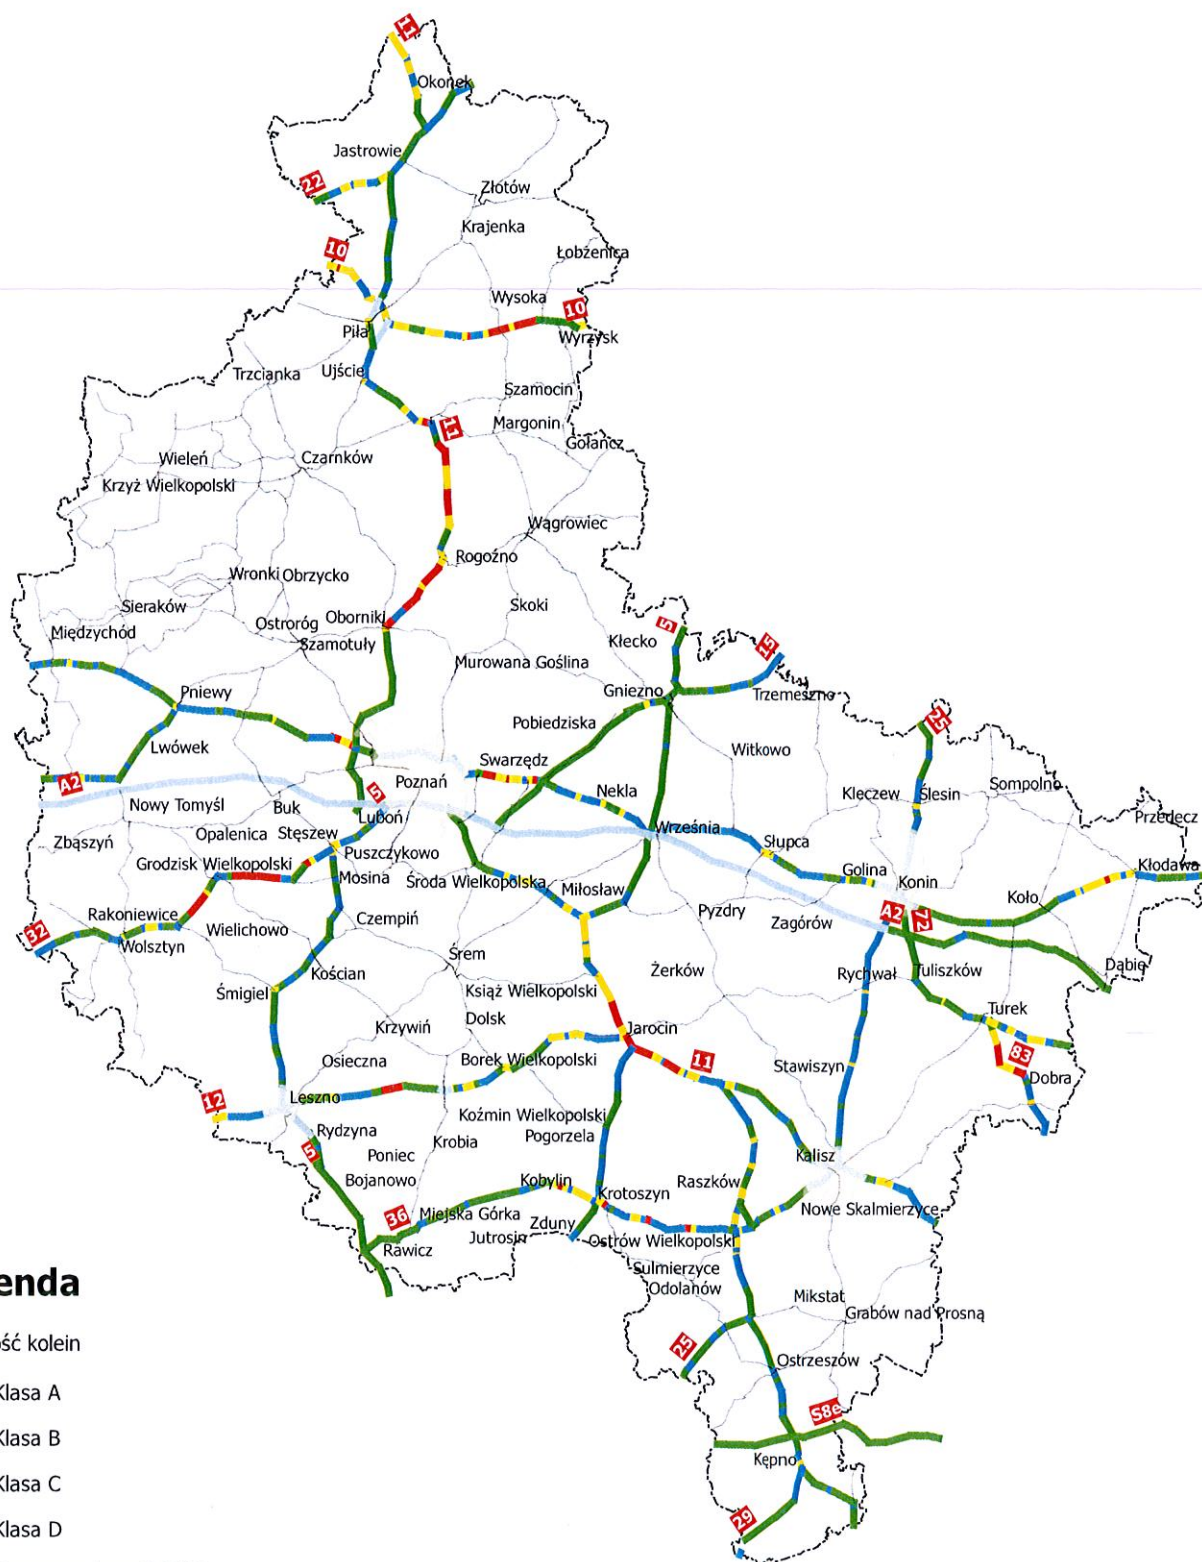 11
Okonek
Jastrowie
22
Złotów
Krajenka
10
Łobżenica
Wysoka
10
Piła
Wyrzysk
Trzcianka
Ujście
Szamocin
11
Margonin
Gołańcz
Wieleń
Czarnków
Krzyż Wielkopolski
Wągrowiec
Rogoźno
Wronki
Obrzycko
Sieraków
Skoki
Ostroróg
Oborniki
Międzychód
Szamotuły
Kłecko
5
15
Murowana Goślina
Pniewy
Gniezno
Trzemeszno
Pobiedziska
25
Lwówek
Witkowo
Swarzędz
A2
Poznań
Nekla
Kleczew
Ślesin
Sompolno
5
Nowy Tomyśl
Buk
Luboń
Przedecz
Opalenica
Stęszew
Września
Zbąszyń
Słupca
Puszczykowo
Grodzisk Wielkopolski
Kłodawa
Mosina
Środa Wielkopolska
Miłosław
Golina
Konin
Koło
Rakoniewice
Czempiń
Pyzdry
A2
72
Zagórów
32
Wolsztyn
Wielichowo
Śrem
Dąbie
Kościan
Żerków
Rychwał
Tuliszków
Śmigiel
Książ Wielkopolski
Turek
Dolsk
Krzywiń
Jarocin
Osieczna
Borek Wielkopolski
11
83
Stawiszyn
Dobra
12
Leszno
Koźmin Wielkopolski
Rydzyna
Pogorzela
Krobia
5
Poniec
Kalisz
Bojanowo
Kobylin
Raszków
Krotoszyn
36
Miejska Górka
Zduny
Nowe Skalmierzyce
Rawicz
Jutrosin
Ostrów Wielkopolski
Sulmierzyce
Odolanów
enda
Mikstat
Grabów nad Prosną
ść kolein
25
Ostrzeszów
Klasa A
S8e
Klasa B
Kępno
Klasa C
29
Klasa D